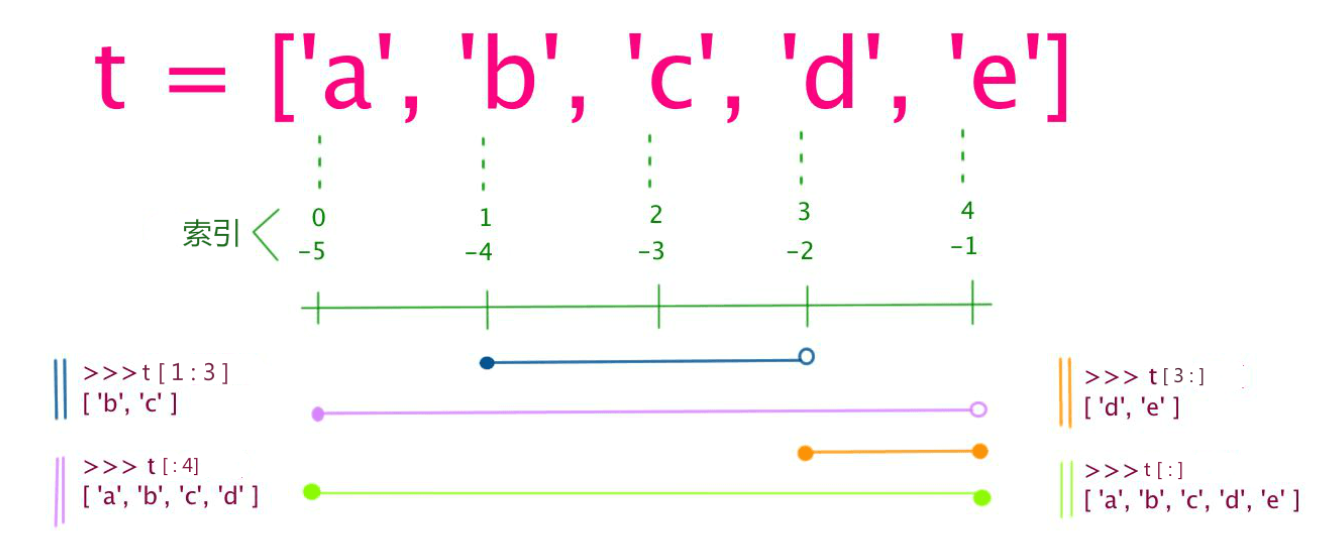 t = ['a', 'b', 'c', 'd', 'e']
索引
0 1 2 3 4
-5 -4 -3 -2 -1
>>>t[1:3]
['b', 'c']
>>> t[:4]
['a', 'b', 'c', 'd']
>>> t[3:]
['d', 'e']
>>>t[:]
['a', 'b', 'c', 'd', 'e']